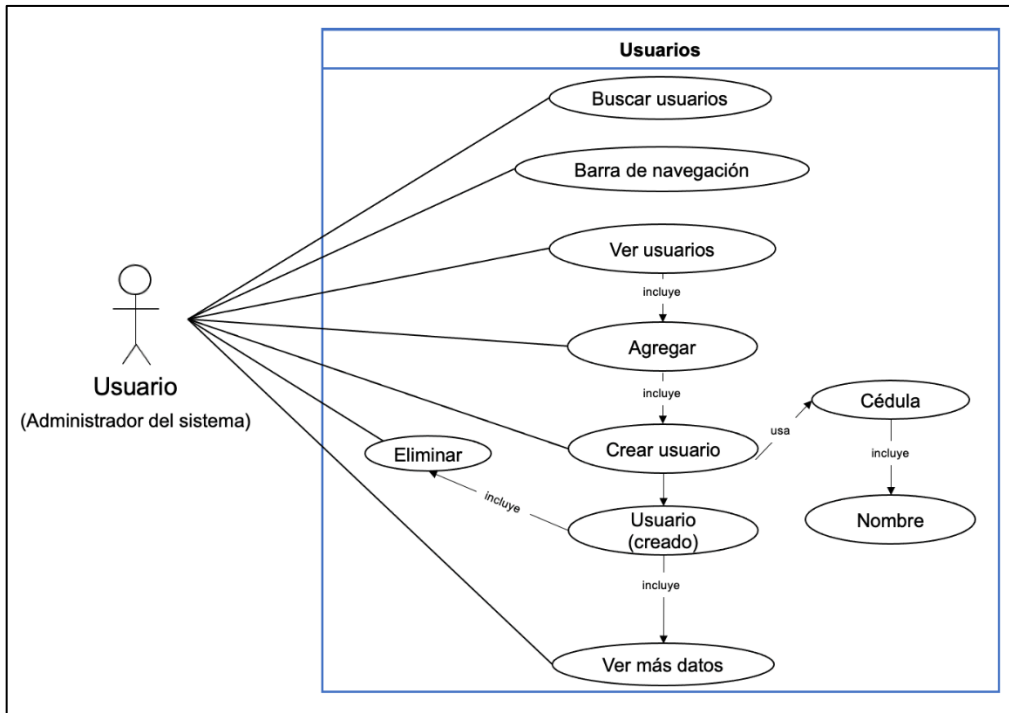 Usuarios
Buscar usuarios
Barra de navegación
Ver usuarios
incluye
Agregar
Usuario
(Administrador del sistema)
incluye
Cédula
usa
Eliminar
Crear usuario
incluye
incluye
Usuario
(creado)
Nombre
incluye
Ver más datos